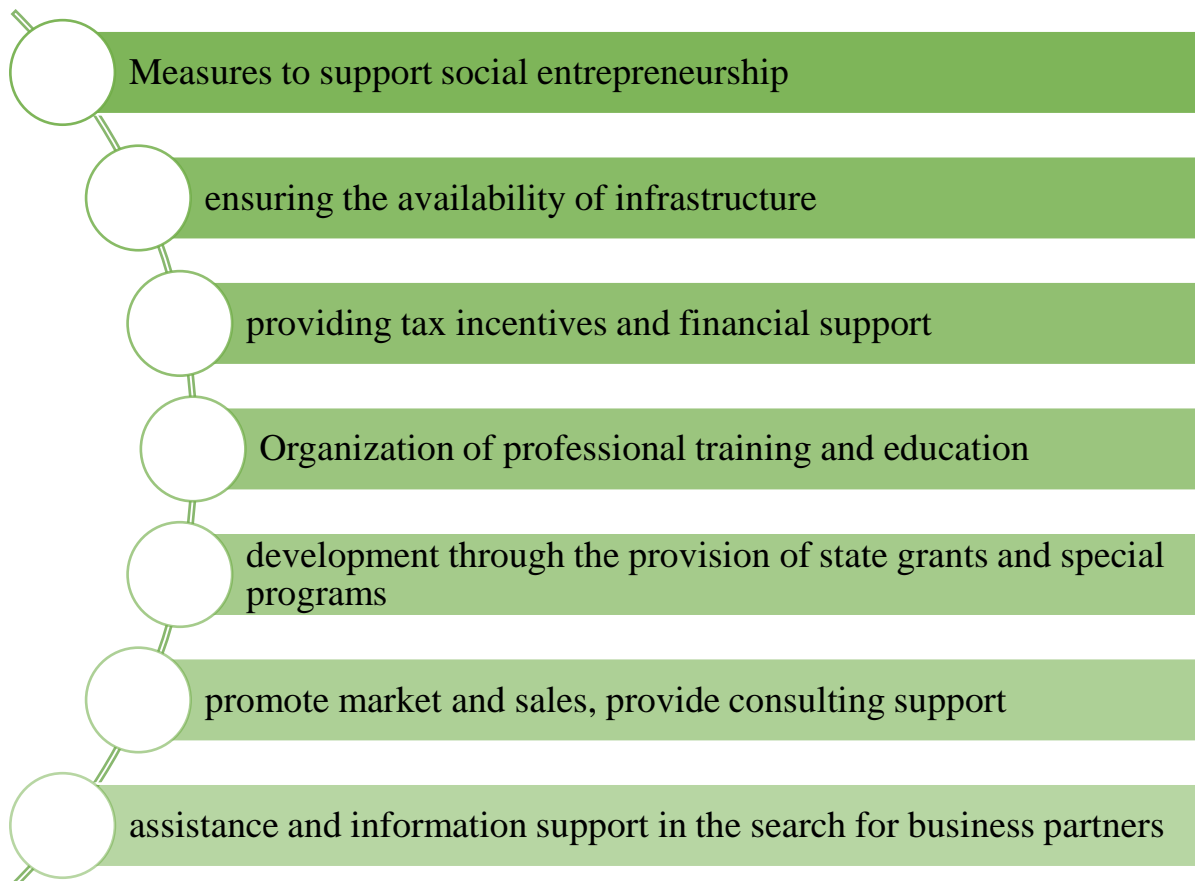 Measures to support social entrepreneurship
ensuring the availability of infrastructure
providing tax incentives and financial support
Organization of professional training and education
development through the provision of state grants and special
programs
promote market and sales, provide consulting support
assistance and information support in the search for business partners